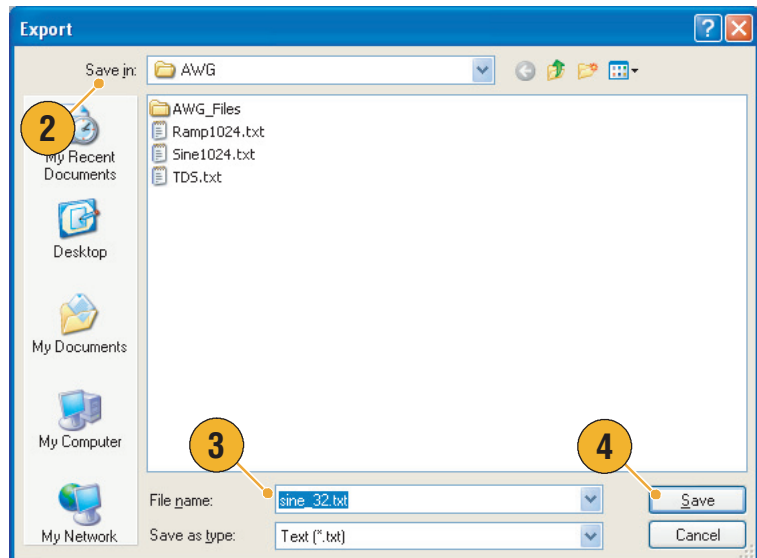 Export
Save in: AWG
2
My Recent
Documents
Desktop
My Documents
My Computer
My Network
AWG_Files
Ramp1024.txt
Sine1024.txt
TDS.txt
3
4
File name: sine_32.txt Save
Save as type: Text (*.txt) Cancel